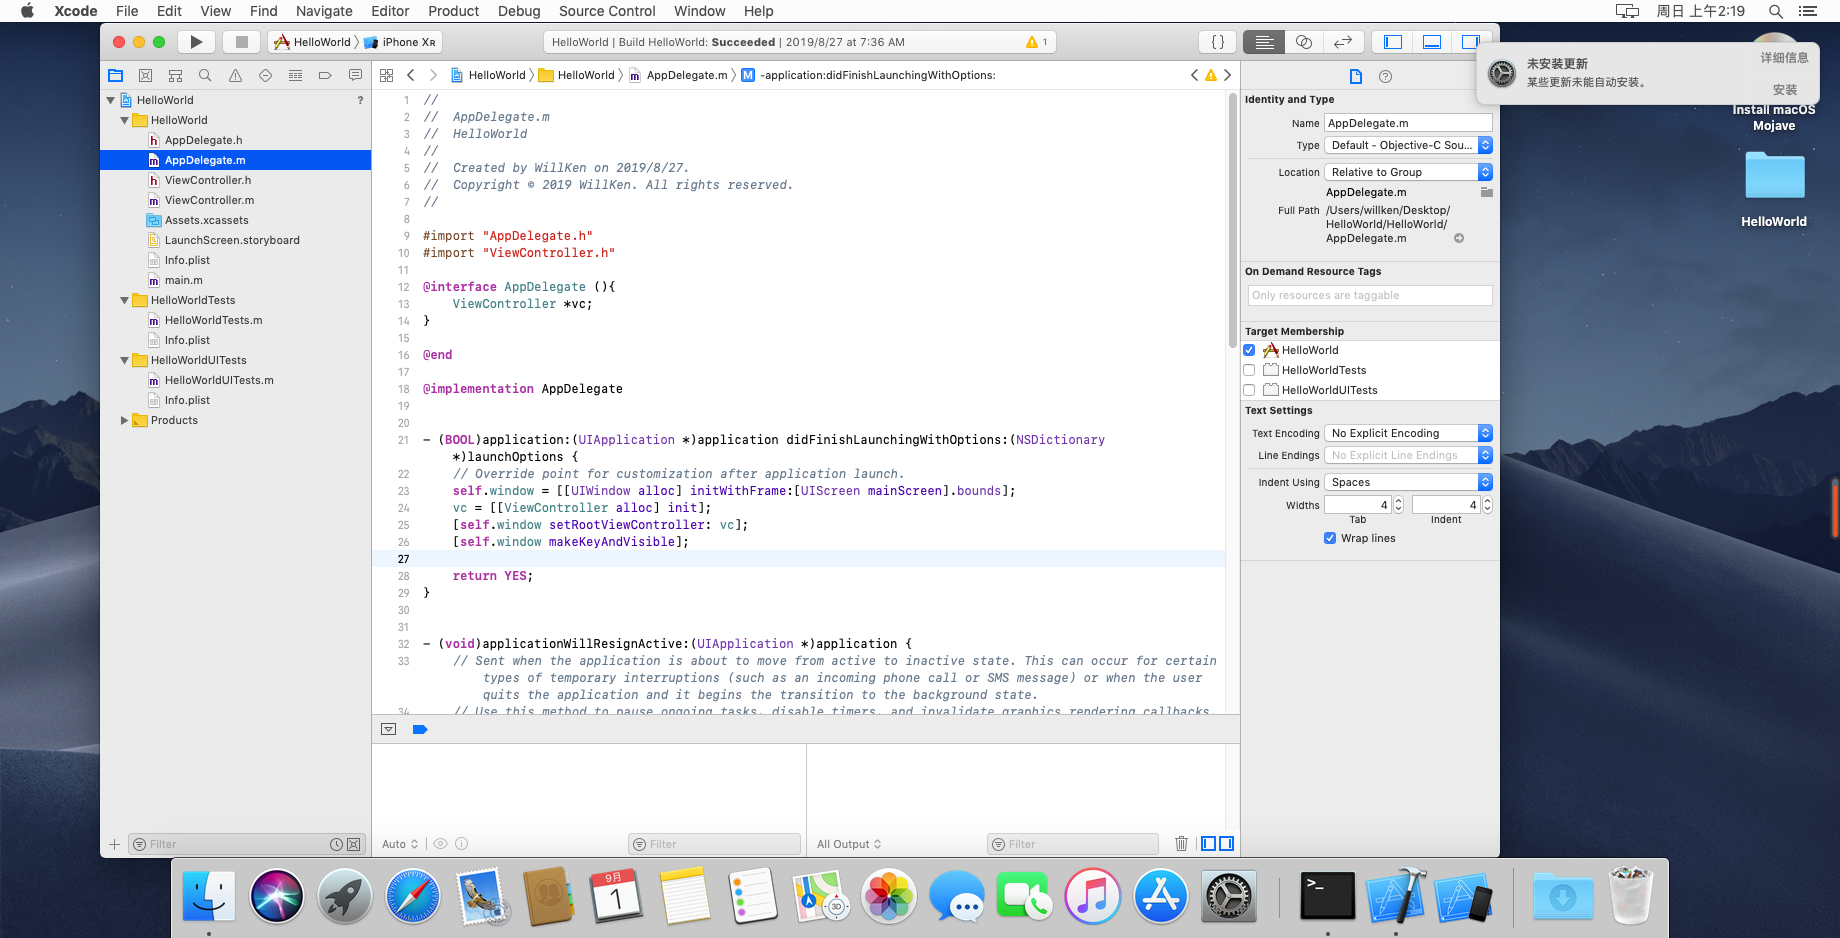 Xcode File Edit View Find Navigate Editor Product Debug Source Control Window Help 周日 上午2:19
HelloWorld iPhone XR
HelloWorld | Build HelloWorld: Succeeded | 2019/8/27 at 7:36 AM 1
{ }
未安装更新
某些更新未能自动安装。
详细信息
安装
Install macOS
Mojave
HelloWorld
HelloWorld ?
HelloWorld
AppDelegate.h
AppDelegate.m
ViewController.h
ViewController.m
Assets.xcassets
LaunchScreen.storyboard
Info.plist
main.m
HelloWorldTests
HelloWorldTests.m
Info.plist
HelloWorldUITests
HelloWorldUITests.m
Info.plist
Products
Filter
HelloWorld HelloWorld AppDelegate.m -application:didFinishLaunchingWithOptions:
1 //
2 // AppDelegate.m
3 // HelloWorld
4 //
5 // Created by WillKen on 2019/8/27.
6 // Copyright © 2019 WillKen. All rights reserved.
7 //
8
9 #import "AppDelegate.h"
10 #import "ViewController.h"
11
12 @interface AppDelegate (){
13 ViewController *vc;
14 }
15
16 @end
17
18 @implementation AppDelegate
19
20
21 - (BOOL)application:(UIApplication *)application didFinishLaunchingWithOptions:(NSDictionary
*)launchOptions {
22 // Override point for customization after application launch.
23 self.window = [[UIWindow alloc] initWithFrame:[UIScreen mainScreen].bounds];
24 vc = [[ViewController alloc] init];
25 [self.window setRootViewController: vc];
26 [self.window makeKeyAndVisible];
27
28 return YES;
29 }
30
31
32 - (void)applicationWillResignActive:(UIApplication *)application {
33 // Sent when the application is about to move from active to inactive state. This can occur for certain
types of temporary interruptions (such as an incoming phone call or SMS message) or when the user
quits the application and it begins the transition to the background state.
34 // Use this method to pause ongoing tasks, disable timers, and invalidate graphics rendering callbacks.
Auto
Filter
All Output
Filter
Identity and Type
Name AppDelegate.m
Type Default - Objective-C Sou...
Location Relative to Group
AppDelegate.m
Full Path /Users/willken/Desktop/
HelloWorld/HelloWorld/
AppDelegate.m
On Demand Resource Tags
Only resources are taggable
Target Membership
HelloWorld
HelloWorldTests
HelloWorldUITests
Text Settings
Text Encoding No Explicit Encoding
Line Endings No Explicit Line Endings
Indent Using Spaces
Widths 4 4
Tab Indent
Wrap lines
9月
1
3D
>_